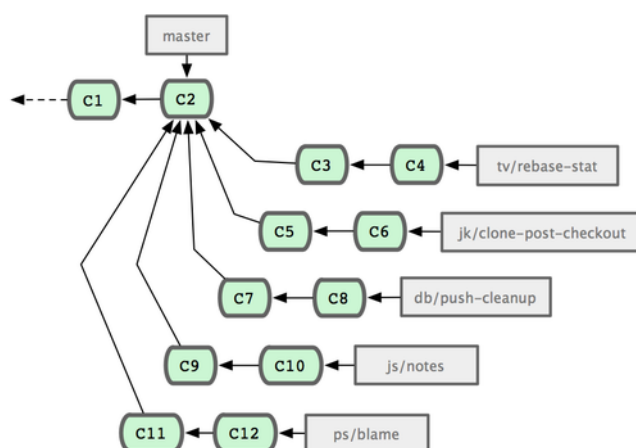 master
C1 C2
C3 C4 tv/rebase-stat
C5 C6 jk/clone-post-checkout
C7 C8 db/push-cleanup
C9 C10 js/notes
C11 C12 ps/blame